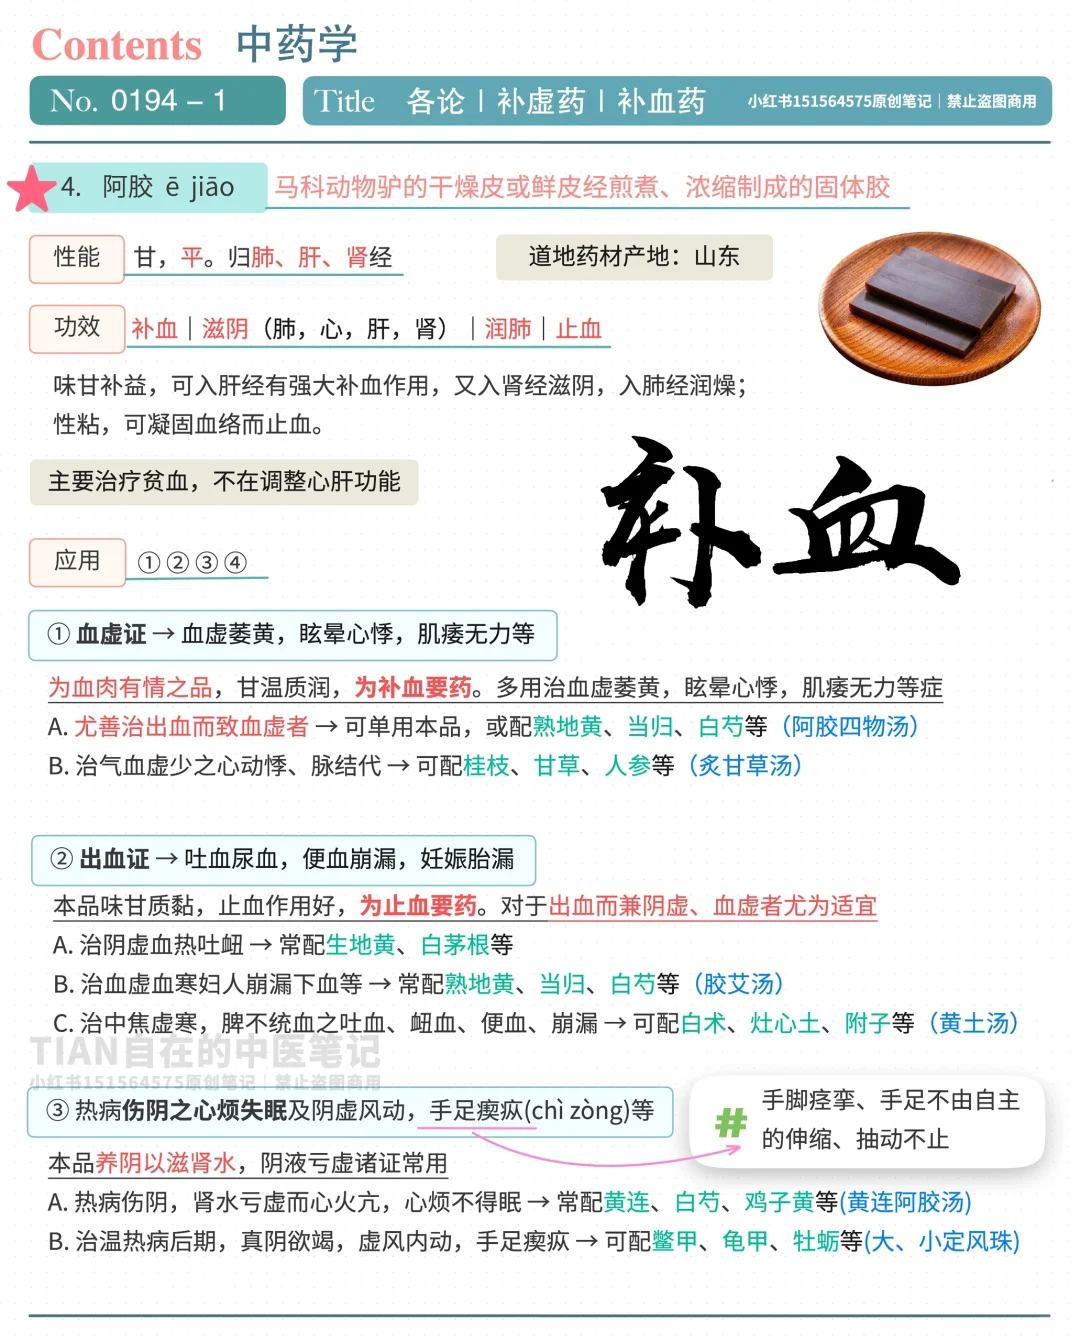 Contents 中药学
No. 0194 – 1
Title 各论 | 补虚药 | 补血药 小红书151564575原创笔记 | 禁止盗图商用
4. 阿胶 ē jiāo 马科动物驴的干燥皮或鲜皮经煎煮、浓缩制成的固体胶
性能 甘，平。归肺、肝、肾经 道地药材产地：山东
功效 补血 | 滋阴（肺，心，肝，肾） | 润肺 | 止血
味甘补益，可入肝经有强大补血作用，又入肾经滋阴，入肺经润燥；
性粘，可凝固血络而止血。
主要治疗贫血，不在调整心肝功能
补血
应用 ①②③④
① 血虚证 → 血虚萎黄，眩晕心悸，肌痿无力等
为血肉有情之品，甘温质润，为补血要药。多用治血虚萎黄，眩晕心悸，肌痿无力等症
A. 尤善治出血而致血虚者 → 可单用本品，或配熟地黄、当归、白芍等（阿胶四物汤）
B. 治气血虚少之心动悸、脉结代 → 可配桂枝、甘草、人参等（炙甘草汤）
② 出血证 → 吐血尿血，便血崩漏，妊娠胎漏
本品味甘质黏，止血作用好，为止血要药。对于出血而兼阴虚、血虚者尤为适宜
A. 治阴虚血热吐衄 → 常配生地黄、白茅根等
B. 治血虚血寒妇人崩漏下血等 → 常配熟地黄、当归、白芍等（胶艾汤）
C. 治中焦虚寒，脾不统血之吐血、衄血、便血、崩漏 → 可配白术、灶心土、附子等（黄土汤）
TIAN自在的中医笔记
小红书151564575原创笔记 | 禁止盗图商用
③ 热病伤阴之心烦失眠及阴虚风动，手足瘈疭(chì zòng)等
# 手脚痉挛、手足不由自主
的伸缩、抽动不止
本品养阴以滋肾水，阴液亏虚诸证常用
A. 热病伤阴，肾水亏虚而心火亢，心烦不得眠 → 常配黄连、白芍、鸡子黄等(黄连阿胶汤)
B. 治温热病后期，真阴欲竭，虚风内动，手足瘈疭 → 可配鳖甲、龟甲、牡蛎等(大、小定风珠)